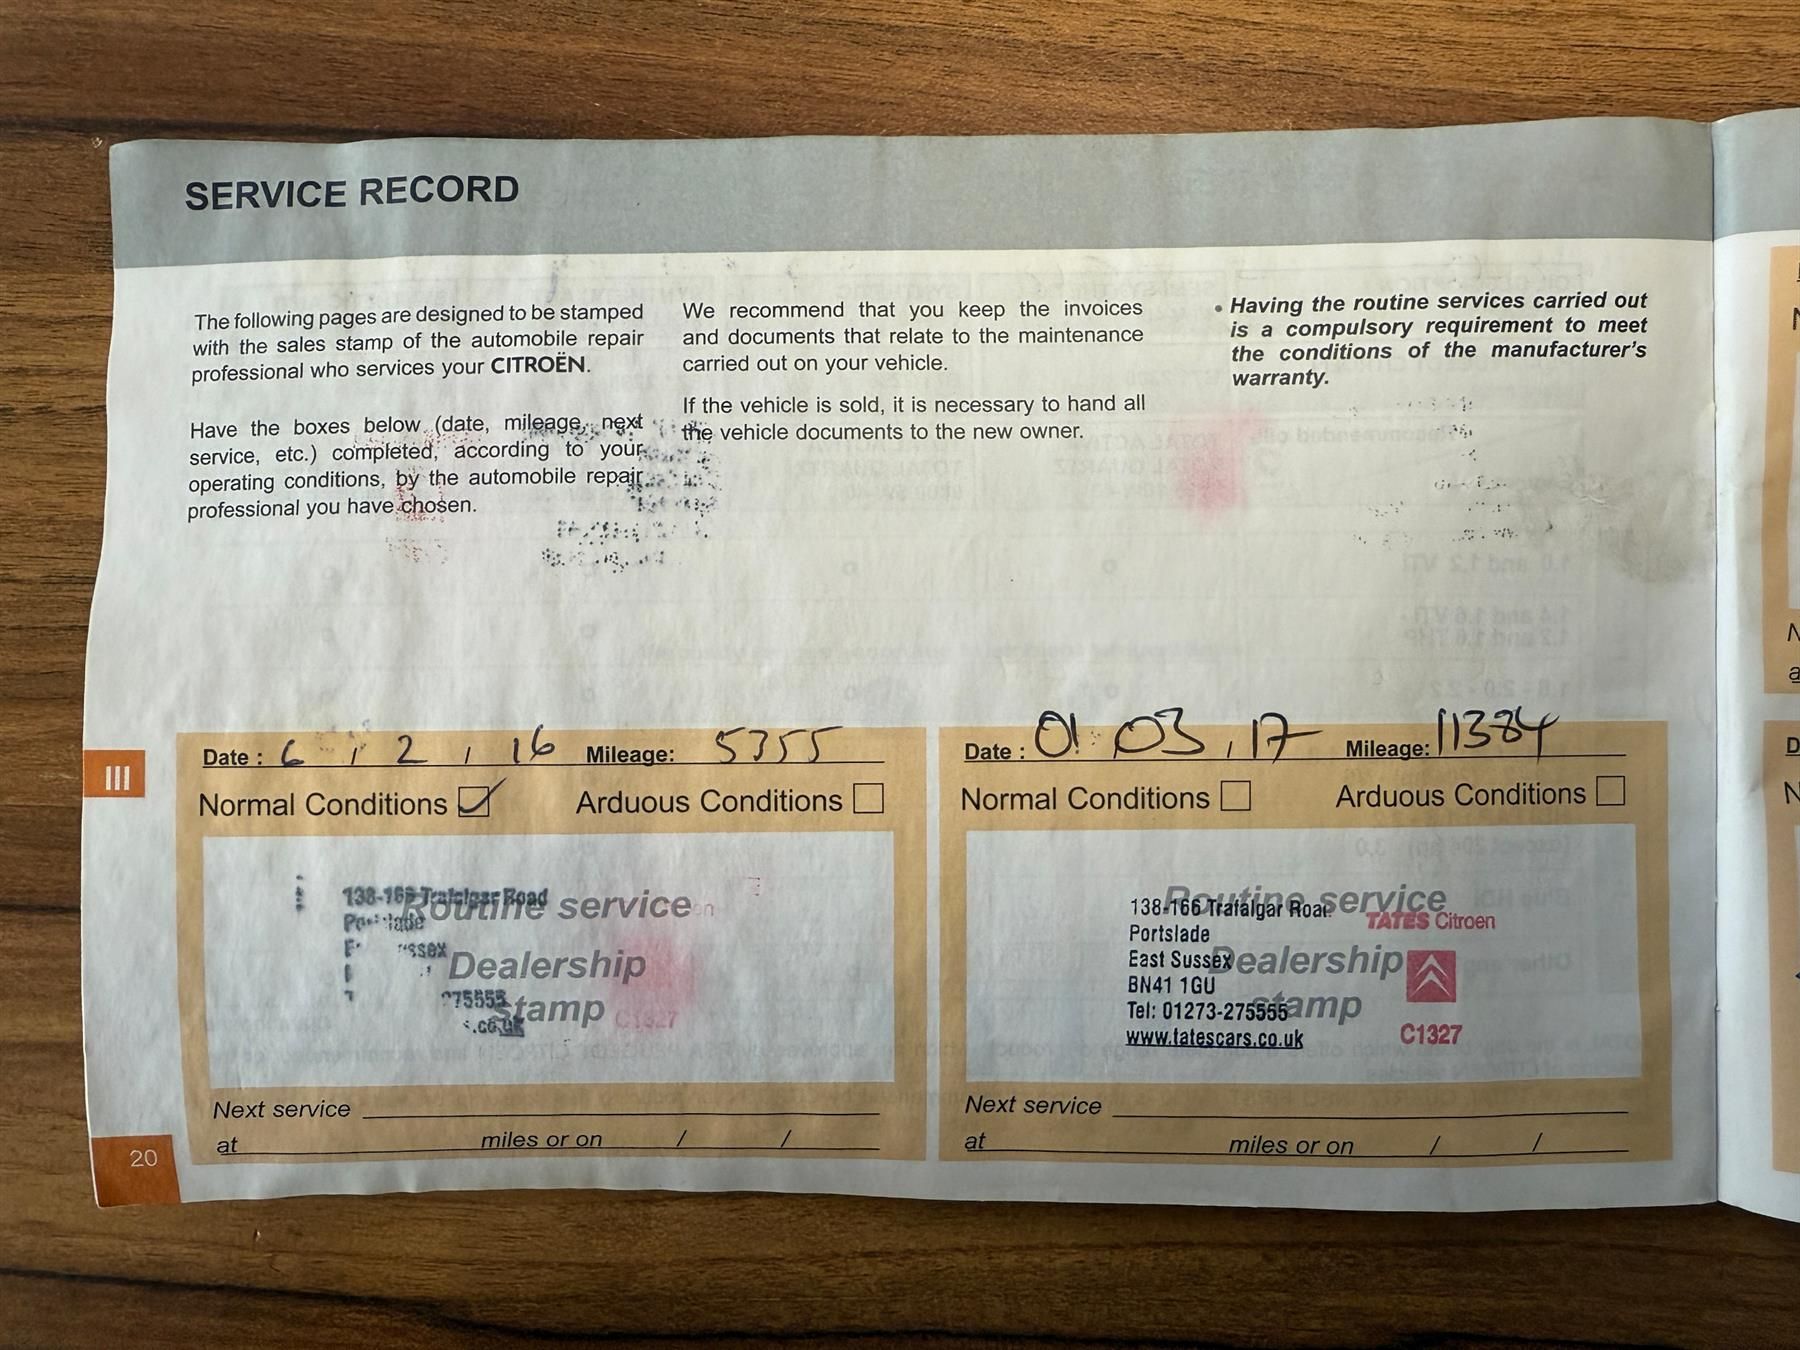 SERVICE RECORD
The following pages are designed to be stamped
with the sales stamp of the automobile repair
professional who services your CITROËN.
Have the boxes below (date, mileage, next
service, etc.) completed, according to your
operating conditions, by the automobile repair
professional you have chosen.
We recommend that you keep the invoices
and documents that relate to the maintenance
carried out on your vehicle.
If the vehicle is sold, it is necessary to hand all
the vehicle documents to the new owner.
• Having the routine services carried out
is a compulsory requirement to meet
the conditions of the manufacturer's
warranty.
III
Date : 6 / 2 / 16 Mileage: 5355
Normal Conditions Arduous Conditions
Routine service
Dealership
stamp
138-166 Trafalgar Road
Portslade
C1327
Next service
at miles or on / /
Date : 01 / 03 / 17 Mileage: 11384
Normal Conditions Arduous Conditions
Routine service
Dealership
stamp
138-166 Trafalgar Road
Portslade
East Sussex
BN41 1GU
Tel: 01273-275555
www.tatescars.co.uk
TATES Citroen
C1327
Next service
at miles or on / /
20